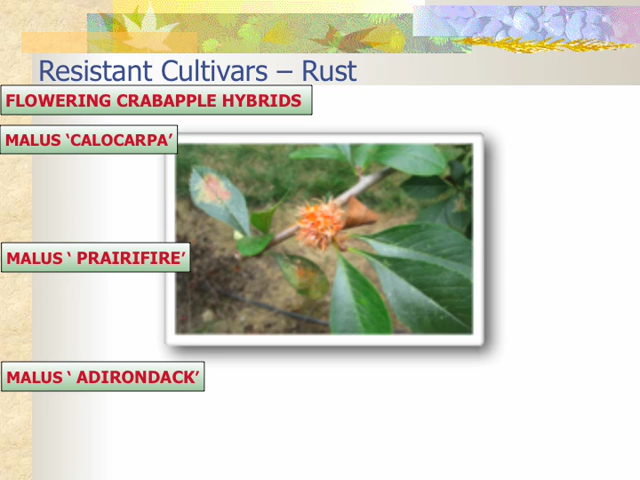 Resistant Cultivars – Rust
FLOWERING CRABAPPLE HYBRIDS
MALUS ‘CALOCARPA’
MALUS ‘ PRAIRIFIRE’
MALUS ‘ ADIRONDACK’